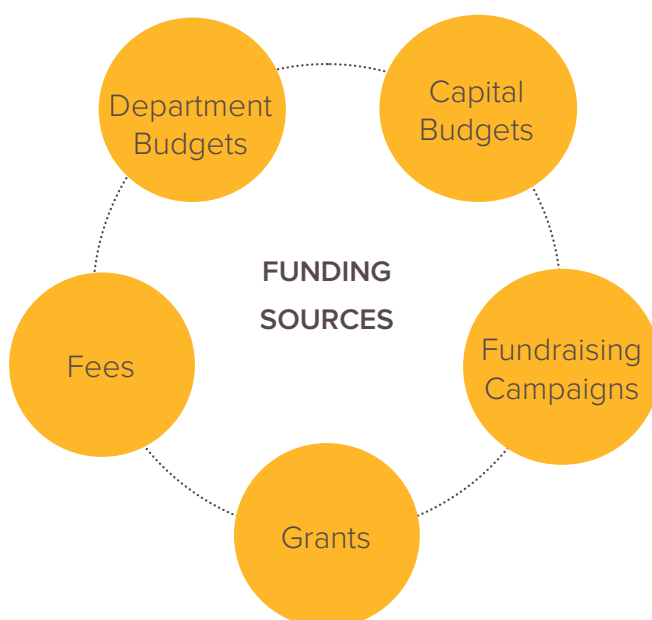 Department
Budgets
Capital
Budgets
FUNDING
SOURCES
Fees
Fundraising
Campaigns
Grants